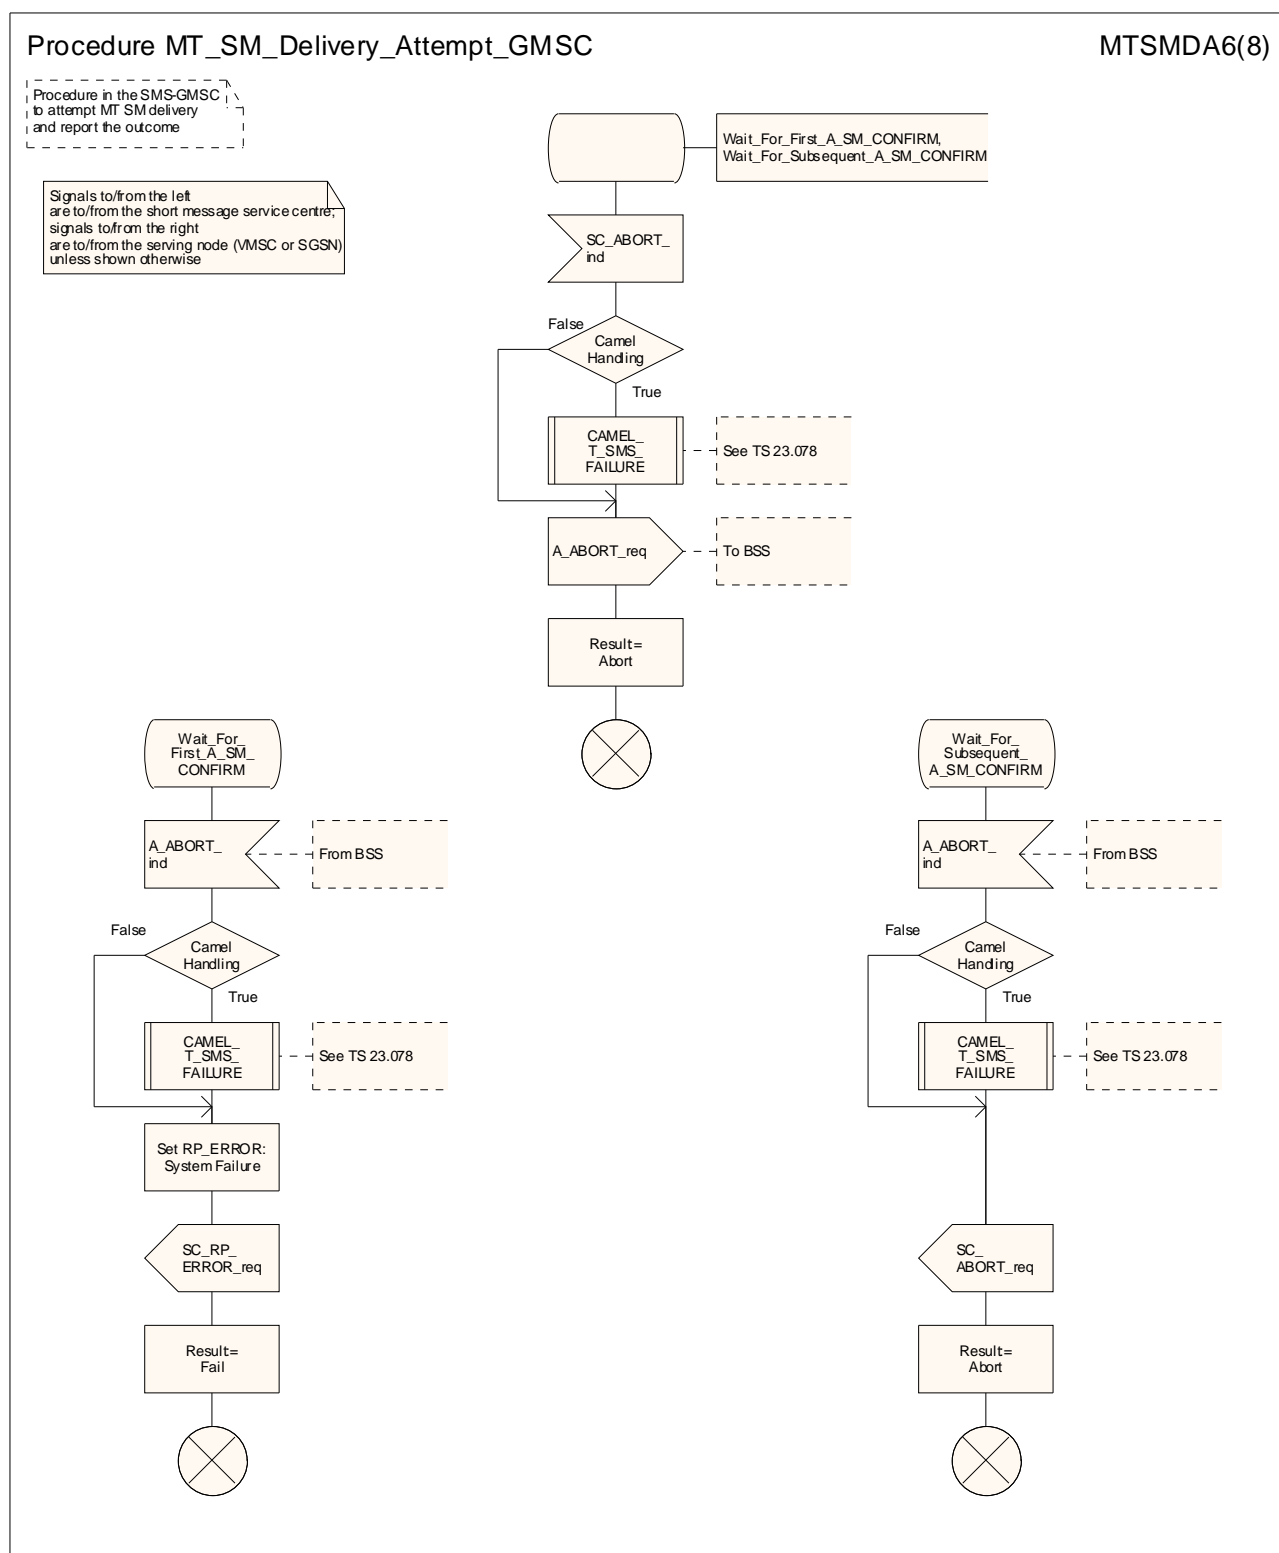 Procedure MT_SM_Delivery_Attempt_GMSC
MTSMDA6(8)
Procedure in the SMS-GMSC
to attempt MT SM delivery
and report the outcome
Signals to/from the left
are to/from the short message service centre;
signals to/from the right
are to/from the serving node (VMSC or SGSN)
unless shown otherwise
Wait_For_First_A_SM_CONFIRM,
Wait_For_Subsequent_A_SM_CONFIRM
SC_ABORT_
ind
False
Camel
Handling
True
CAMEL_
T_SMS_
FAILURE
See TS 23.078
A_ABORT_req
To BSS
Result=
Abort
Wait_For_
First_A_SM_
CONFIRM
A_ABORT_
ind
From BSS
False
Camel
Handling
True
CAMEL_
T_SMS_
FAILURE
See TS 23.078
Set RP_ERROR:
System Failure
SC_RP_
ERROR_req
Result=
Fail
Wait_For_
Subsequent_
A_SM_CONFIRM
A_ABORT_
ind
From BSS
False
Camel
Handling
True
CAMEL_
T_SMS_
FAILURE
See TS 23.078
SC_
ABORT_req
Result=
Abort